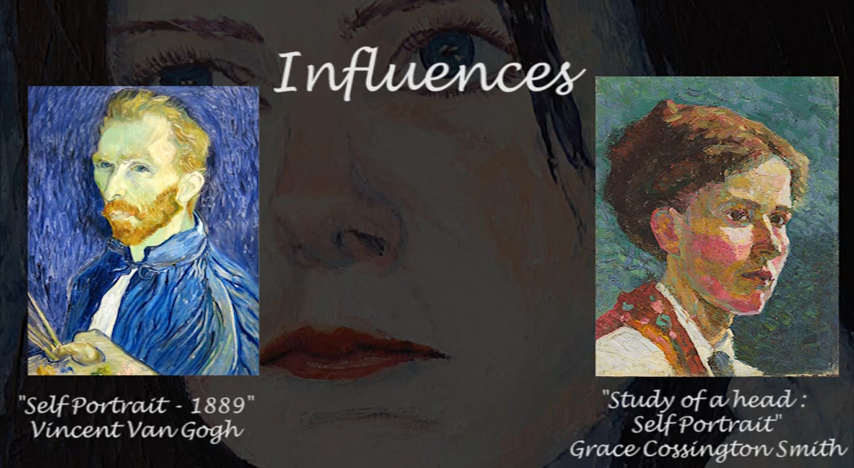 Influences
"Self Portrait - 1889"
Vincent Van Gogh
"Study of a head :
Self Portrait"
Grace Cossington Smith